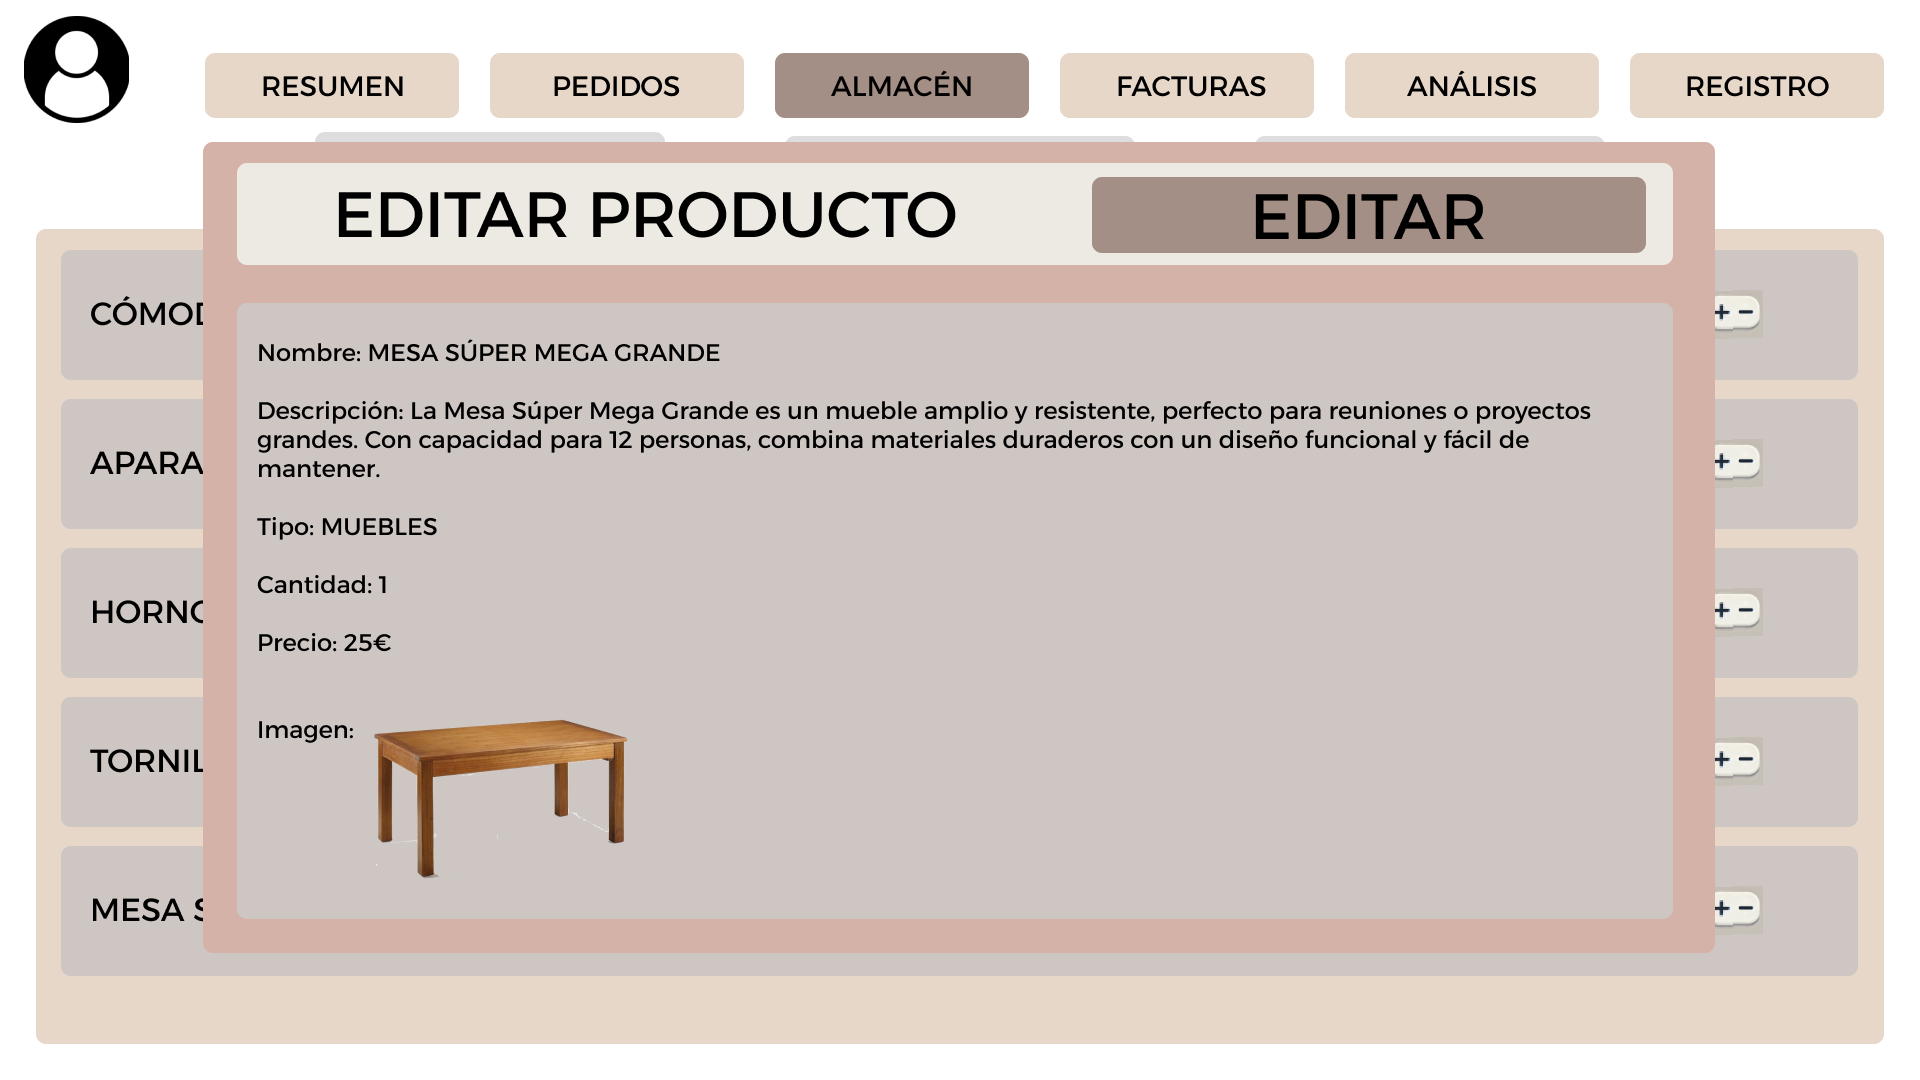 RESUMEN
PEDIDOS
ALMACÉN
FACTURAS
ANÁLISIS
REGISTRO
EDITAR PRODUCTO
EDITAR
CÓMOD
APARA
HORNO
TORNIL
MESA S
Nombre: MESA SÚPER MEGA GRANDE
Descripción: La Mesa Súper Mega Grande es un mueble amplio y resistente, perfecto para reuniones o proyectos
grandes. Con capacidad para 12 personas, combina materiales duraderos con un diseño funcional y fácil de
mantener.
Tipo: MUEBLES
Cantidad: 1
Precio: 25€
Imagen:
+ −
+ −
+ −
+ −
+ −